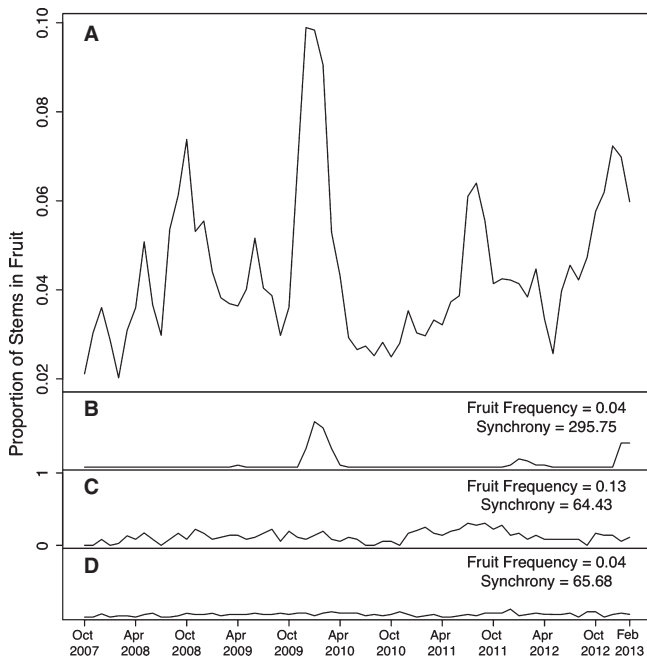 A
Proportion of Stems in Fruit
0.10
0.08
0.06
0.04
0.02
B
Fruit Frequency = 0.04
Synchrony = 295.75
C
Fruit Frequency = 0.13
Synchrony = 64.43
1
0
D
Fruit Frequency = 0.04
Synchrony = 65.68
Oct Apr Oct Apr Oct Apr Oct Apr Oct Apr Oct Feb
2007 2008 2008 2009 2009 2010 2010 2011 2011 2012 2012 2013